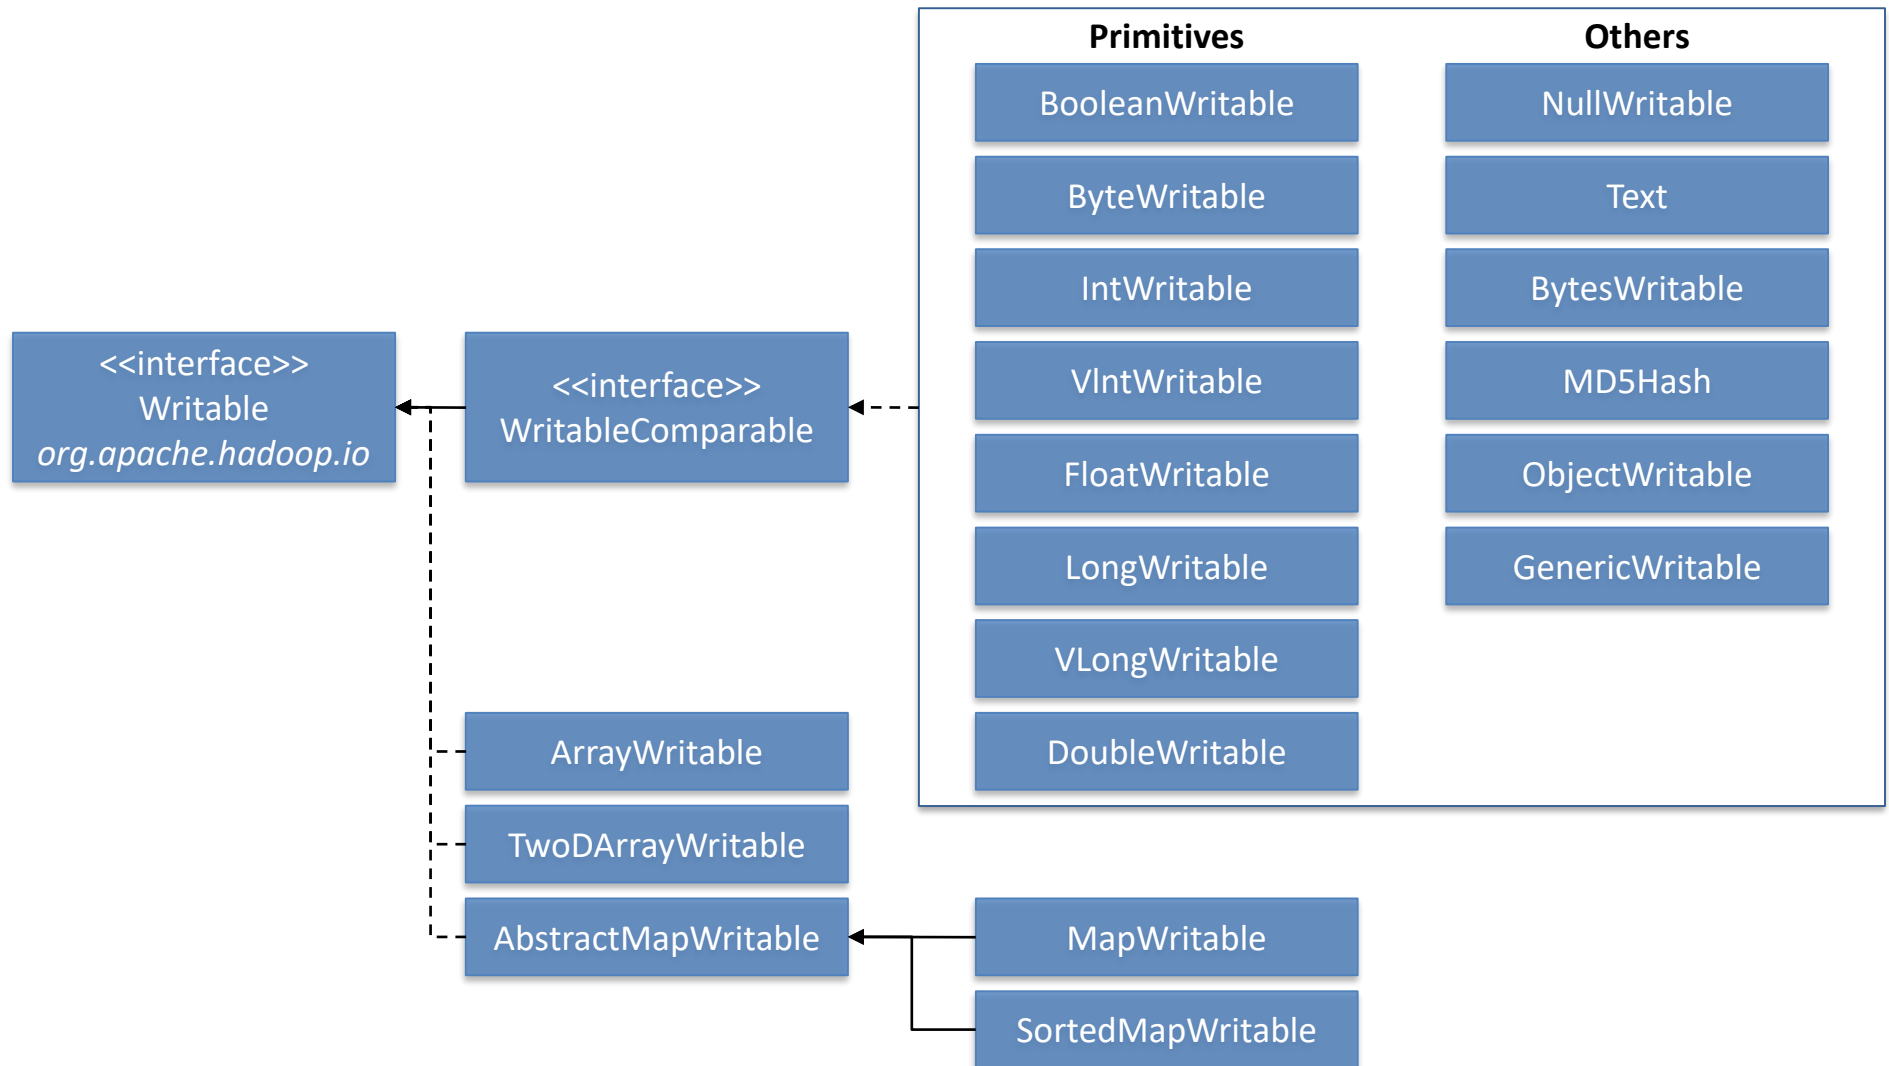 Primitives
Others
BooleanWritable
NullWritable
ByteWritable
Text
IntWritable
BytesWritable
<<interface>>
Writable
org.apache.hadoop.io
<<interface>>
WritableComparable
VIntWritable
MD5Hash
FloatWritable
ObjectWritable
LongWritable
GenericWritable
VLongWritable
ArrayWritable
DoubleWritable
TwoDArrayWritable
AbstractMapWritable
MapWritable
SortedMapWritable